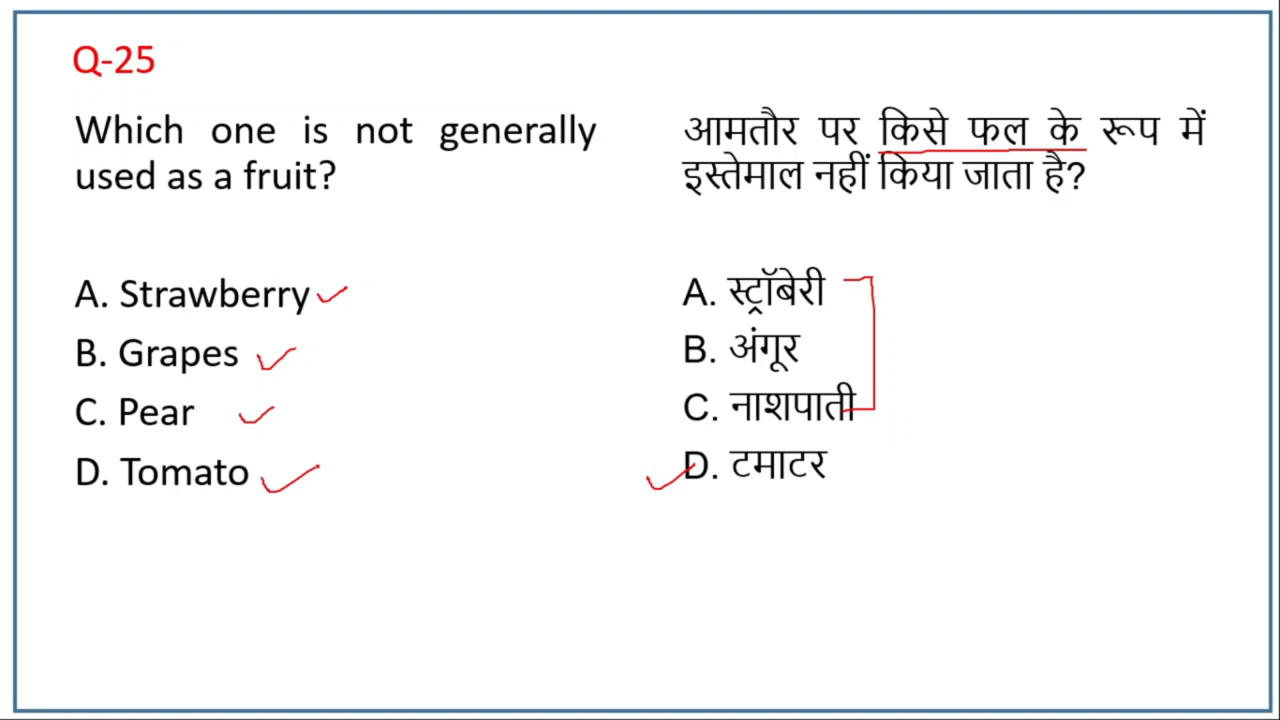 Q-25
Which one is not generally
used as a fruit?
A. Strawberry
B. Grapes
C. Pear
D. Tomato
आमतौर पर किसे फल के रूप में
इस्तेमाल नहीं किया जाता है?
A. स्ट्रॉबेरी
B. अंगूर
C. नाशपाती
D. टमाटर